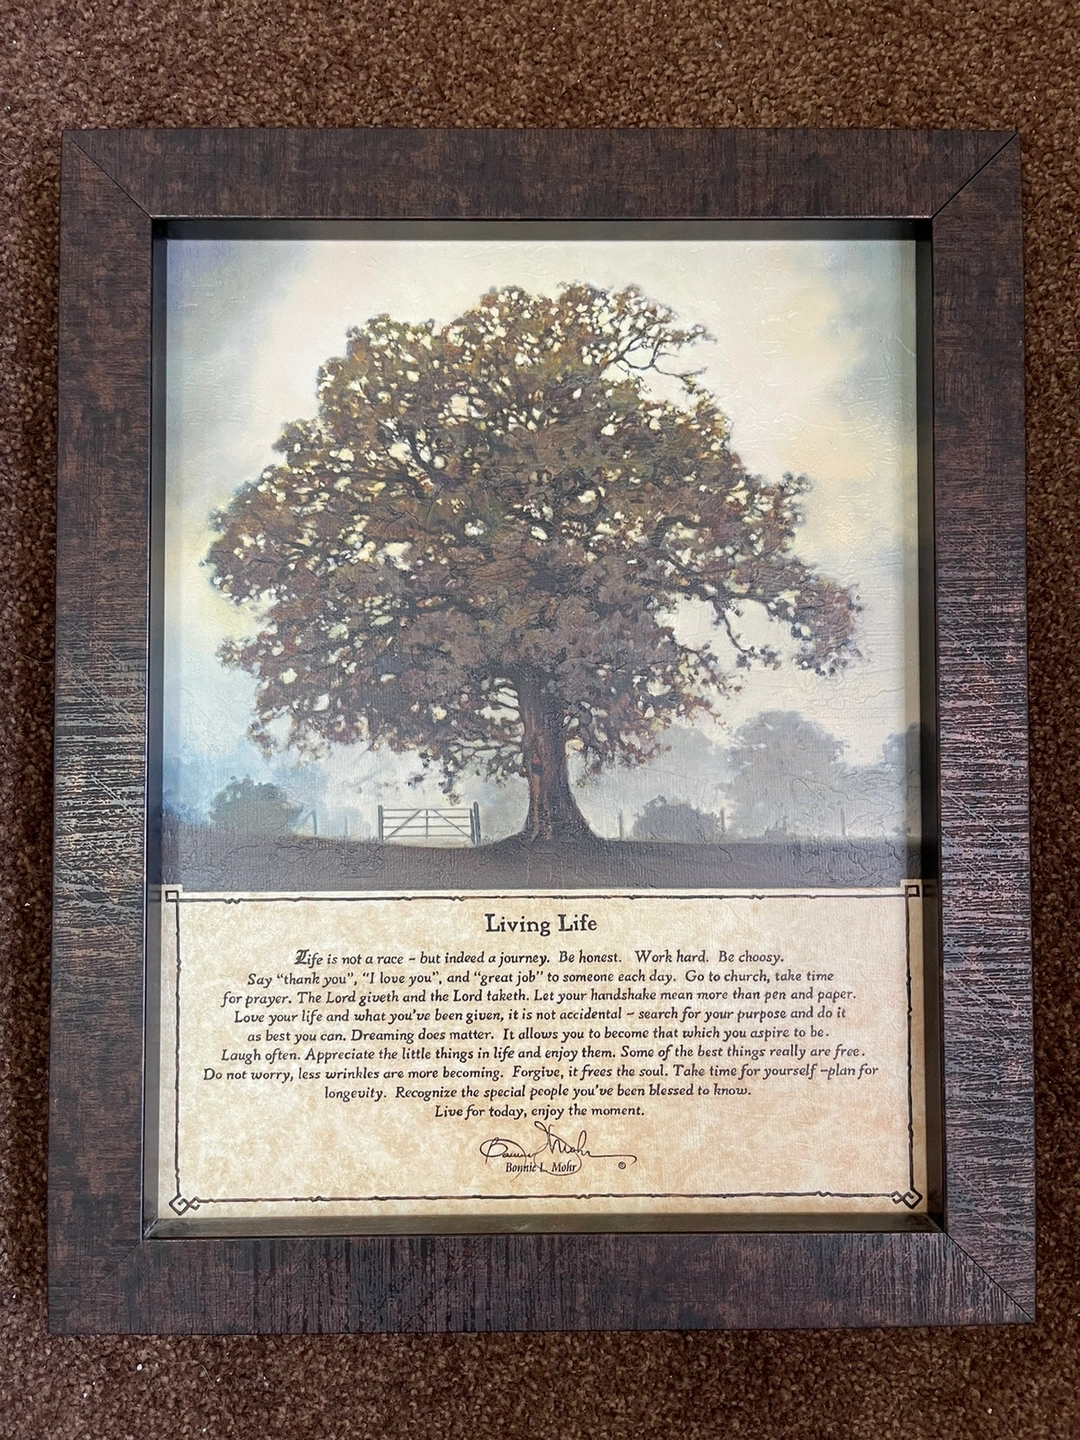 Living Life
Life is not a race – but indeed a journey. Be honest. Work hard. Be choosy.
Say “thank you”, “I love you”, and “great job” to someone each day. Go to church, take time
for prayer. The Lord giveth and the Lord taketh. Let your handshake mean more than pen and paper.
Love your life and what you’ve been given, it is not accidental – search for your purpose and do it
as best you can. Dreaming does matter. It allows you to become that which you aspire to be.
Laugh often. Appreciate the little things in life and enjoy them. Some of the best things really are free.
Do not worry, less wrinkles are more becoming. Forgive, it frees the soul. Take time for yourself –plan for
longevity. Recognize the special people you’ve been blessed to know.
Live for today, enjoy the moment.
Bonnie L Mohr
Bonnie L. Mohr ©